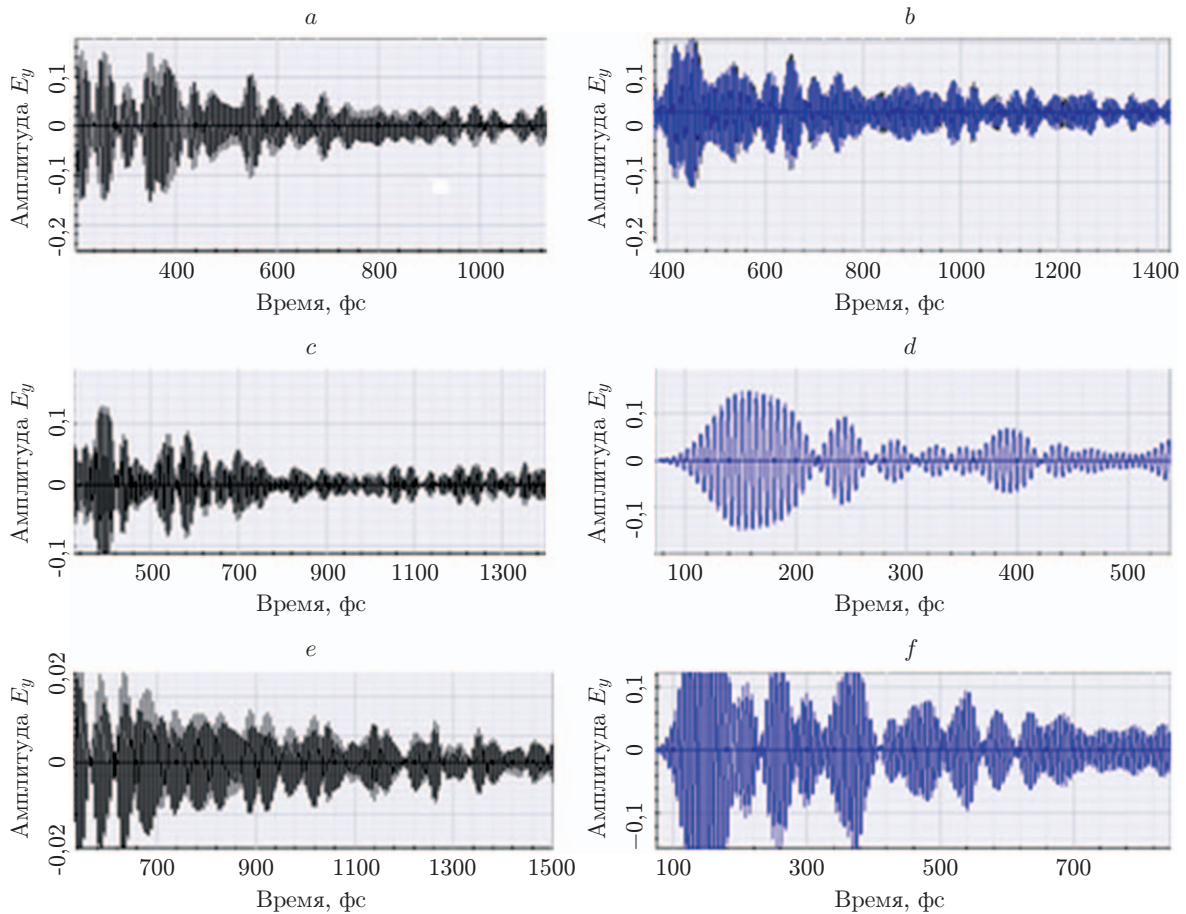 a
Амплитуда E_y
0,1
0
-0,1
-0,2
400 600 800 1000
Время, фс
b
Амплитуда E_y
0,1
0
-0,1
-0,2
400 600 800 1000 1200 1400
Время, фс
c
Амплитуда E_y
0,1
0
-0,1
500 700 900 1100 1300
Время, фс
d
Амплитуда E_y
0,1
0
-0,1
100 200 300 400 500
Время, фс
e
Амплитуда E_y
0,02
0
-0,02
700 900 1100 1300 1500
Время, фс
f
Амплитуда E_y
0,1
0
−0,1
100 300 500 700
Время, фс